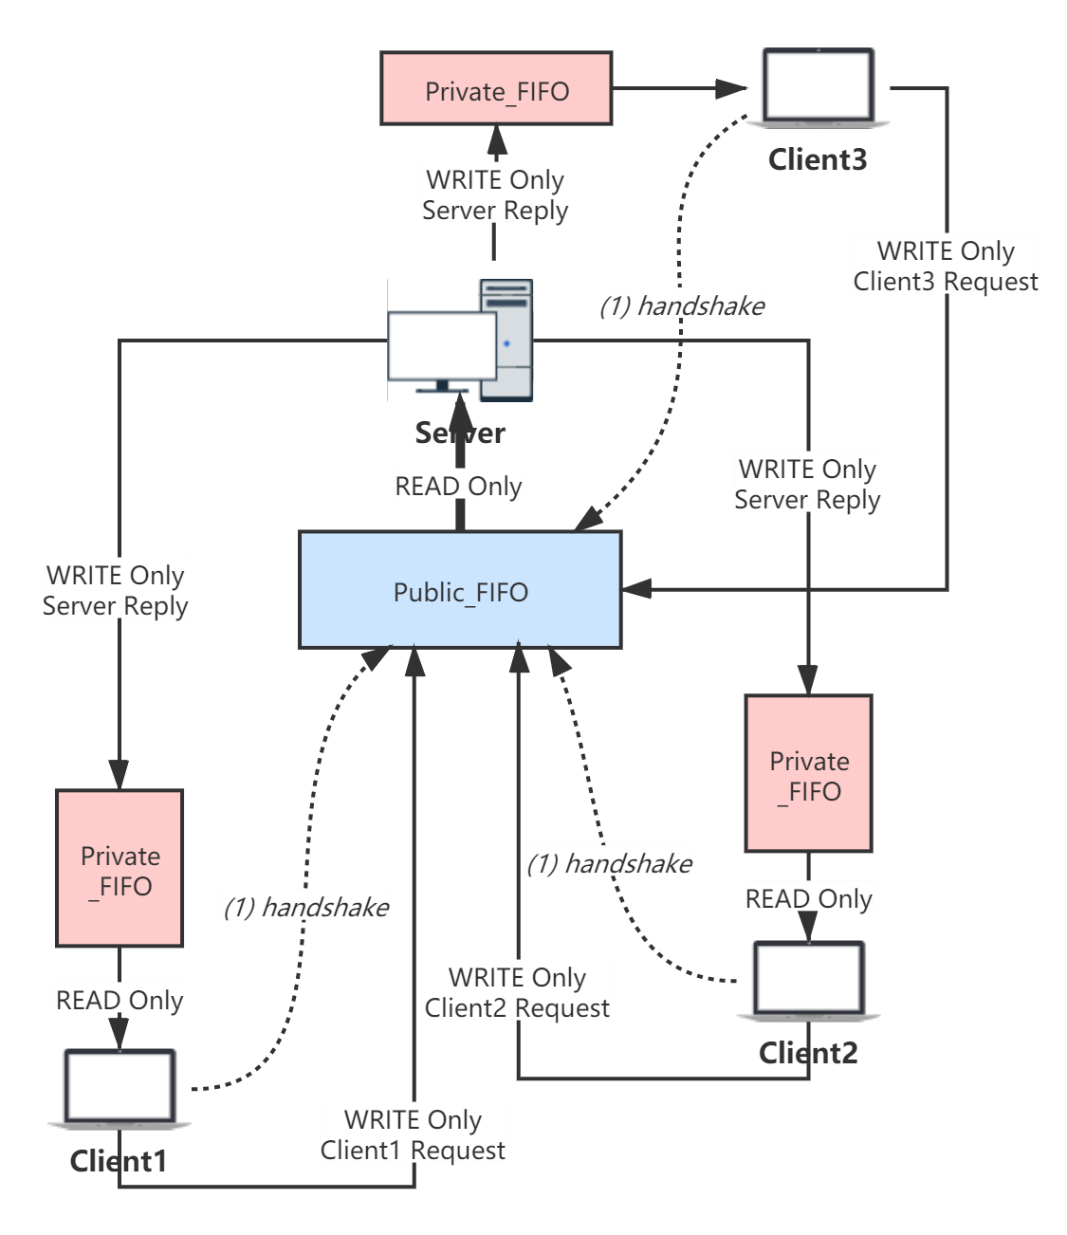 Private_FIFO
Client3
WRITE Only
Server Reply
WRITE Only
Client3 Request
(1) handshake
Server
READ Only
WRITE Only
Server Reply
WRITE Only
Server Reply
Public_FIFO
Private
_FIFO
Private
_FIFO
(1) handshake
READ Only
(1) handshake
WRITE Only
Client2 Request
READ Only
Client2
WRITE Only
Client1 Request
Client1